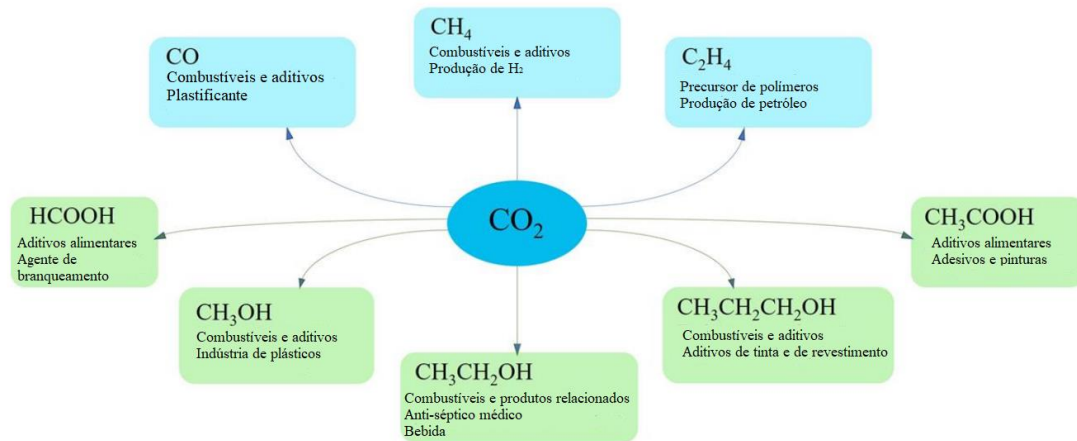 CO
Combustíveis e aditivos
Plastificante
CH₄
Combustíveis e aditivos
Produção de H₂
C₂H₄
Precursor de polímeros
Produção de petróleo
CO₂
HCOOH
Aditivos alimentares
Agente de
branqueamento
CH₃COOH
Aditivos alimentares
Adesivos e pinturas
CH₃OH
Combustíveis e aditivos
Indústria de plásticos
CH₃CH₂OH
Combustíveis e produtos relacionados
Anti-séptico médico
Bebida
CH₃CH₂CH₂OH
Combustíveis e aditivos
Aditivos de tinta e de revestimento